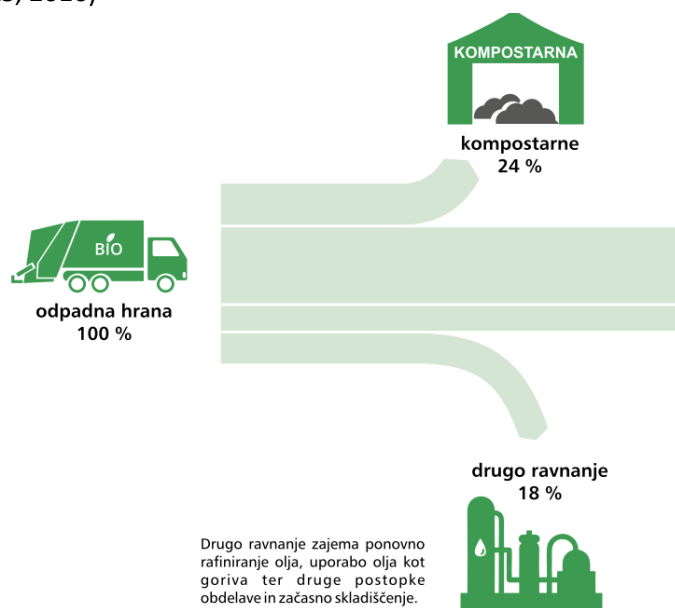 KOMPOSTARNA
kompostarne
24 %
BIO
odpadna hrana
100 %
drugo ravnanje
18 %
Drugo ravnanje zajema ponovno
rafiniranje olja, uporabo olja kot
goriva ter druge postopke
obdelave in začasno skladiščenje.